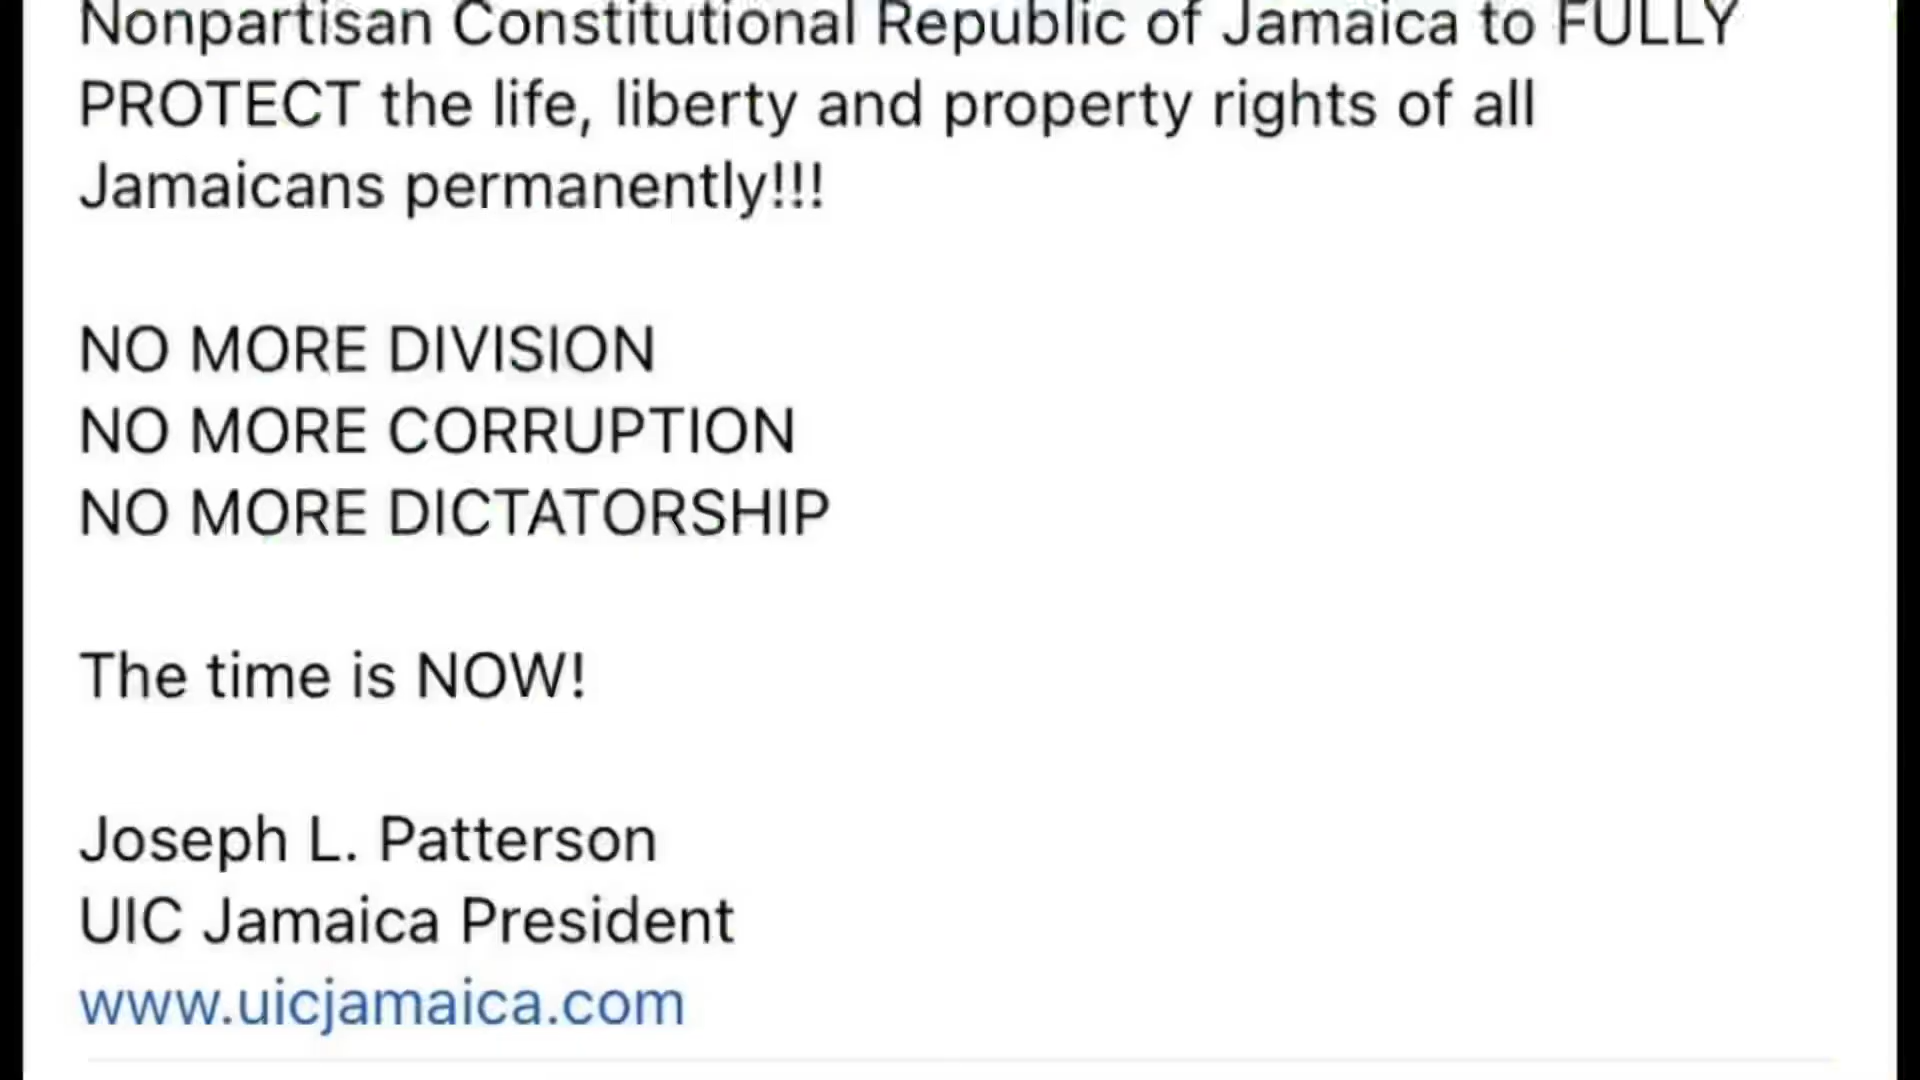 Nonpartisan Constitutional Republic of Jamaica to FULLY
PROTECT the life, liberty and property rights of all
Jamaicans permanently!!!
NO MORE DIVISION
NO MORE CORRUPTION
NO MORE DICTATORSHIP
The time is NOW!
Joseph L. Patterson
UIC Jamaica President
www.uicjamaica.com